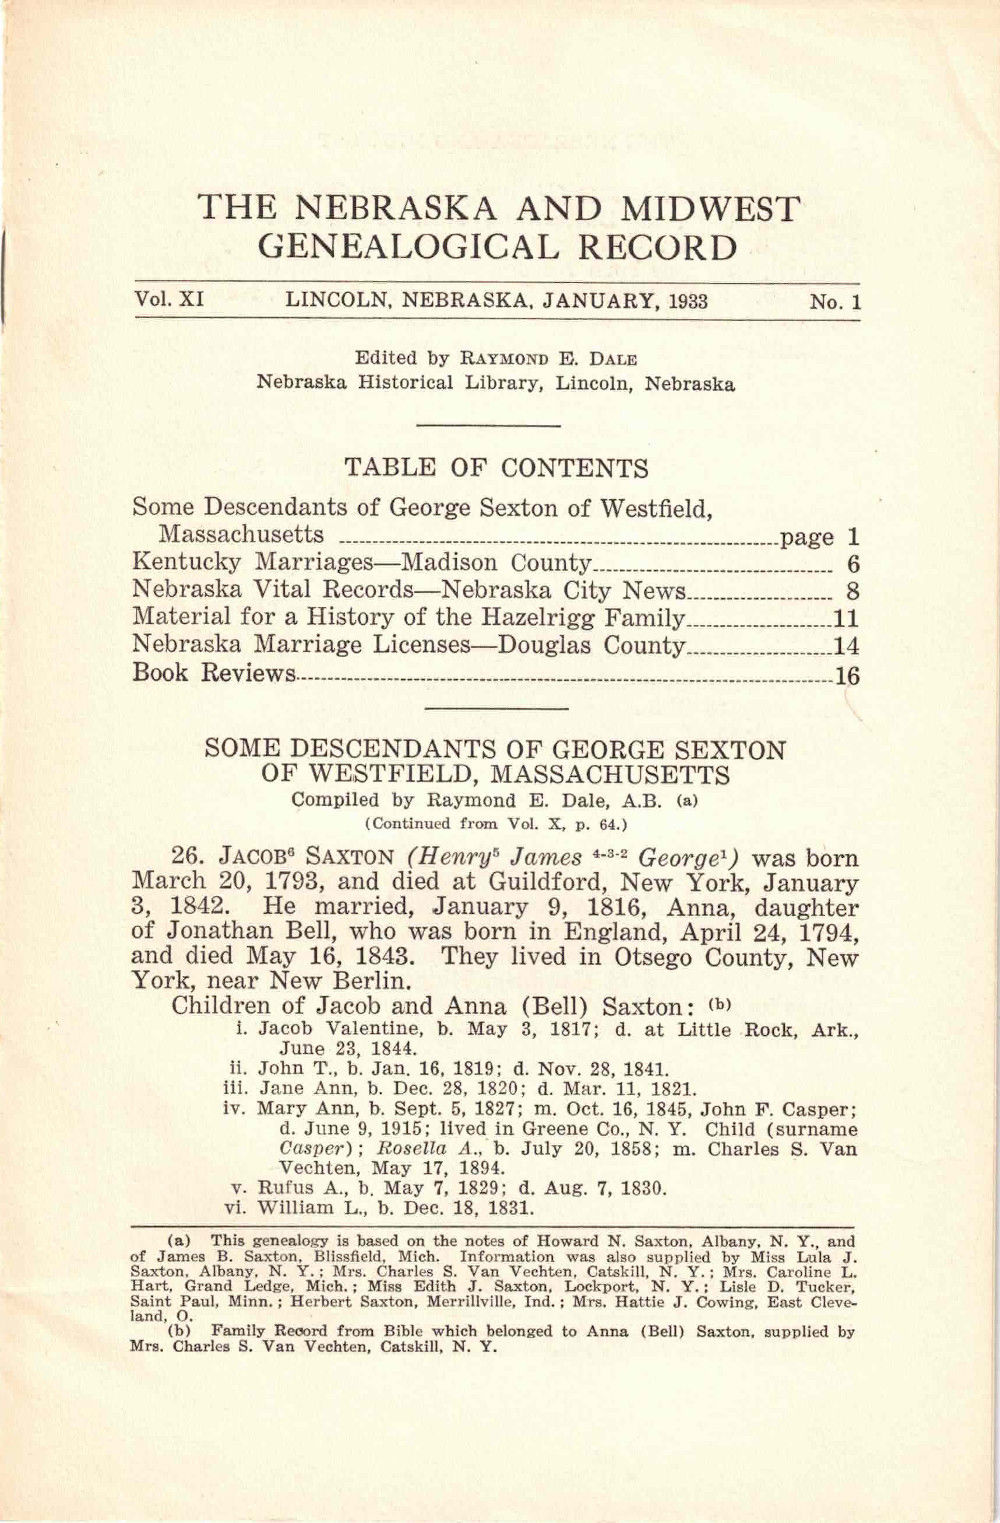 THE NEBRASKA AND MIDWEST
GENEALOGICAL RECORD
Vol. XI LINCOLN, NEBRASKA, JANUARY, 1933 No. 1
Edited by RAYMOND E. DALE
Nebraska Historical Library, Lincoln, Nebraska
TABLE OF CONTENTS
Some Descendants of George Sexton of Westfield,
Massachusetts ----------page 1
Kentucky Marriages—Madison County---------- 6
Nebraska Vital Records—Nebraska City News---------- 8
Material for a History of the Hazelrigg Family----------11
Nebraska Marriage Licenses—Douglas County----------14
Book Reviews----------16
SOME DESCENDANTS OF GEORGE SEXTON
OF WESTFIELD, MASSACHUSETTS
Compiled by Raymond E. Dale, A.B. (a)
(Continued from Vol. X, p. 64.)
26. JACOB⁶ SAXTON (Henry⁵ James ⁴⁻³⁻² George¹) was born
March 20, 1793, and died at Guildford, New York, January
3, 1842. He married, January 9, 1816, Anna, daughter
of Jonathan Bell, who was born in England, April 24, 1794,
and died May 16, 1843. They lived in Otsego County, New
York, near New Berlin.
Children of Jacob and Anna (Bell) Saxton: (b)
i. Jacob Valentine, b. May 3, 1817; d. at Little Rock, Ark.,
June 23, 1844.
ii. John T., b. Jan. 16, 1819; d. Nov. 28, 1841.
iii. Jane Ann, b. Dec. 28, 1820; d. Mar. 11, 1821.
iv. Mary Ann, b. Sept. 5, 1827; m. Oct. 16, 1845, John F. Casper;
d. June 9, 1915; lived in Greene Co., N. Y. Child (surname
Casper); Rosella A., b. July 20, 1858; m. Charles S. Van
Vechten, May 17, 1894.
v. Rufus A., b. May 7, 1829; d. Aug. 7, 1830.
vi. William L., b. Dec. 18, 1831.
(a) This genealogy is based on the notes of Howard N. Saxton, Albany, N. Y., and
of James B. Saxton, Blissfield, Mich. Information was also supplied by Miss Lula J.
Saxton, Albany, N. Y.; Mrs. Charles S. Van Vechten, Catskill, N. Y.; Mrs. Caroline L.
Hart, Grand Ledge, Mich.; Miss Edith J. Saxton, Lockport, N. Y.; Lisle D. Tucker,
Saint Paul, Minn.; Herbert Saxton, Merrillville, Ind.; Mrs. Hattie J. Cowing, East Cleve-
land, O.
(b) Family Record from Bible which belonged to Anna (Bell) Saxton, supplied by
Mrs. Charles S. Van Vechten, Catskill, N. Y.